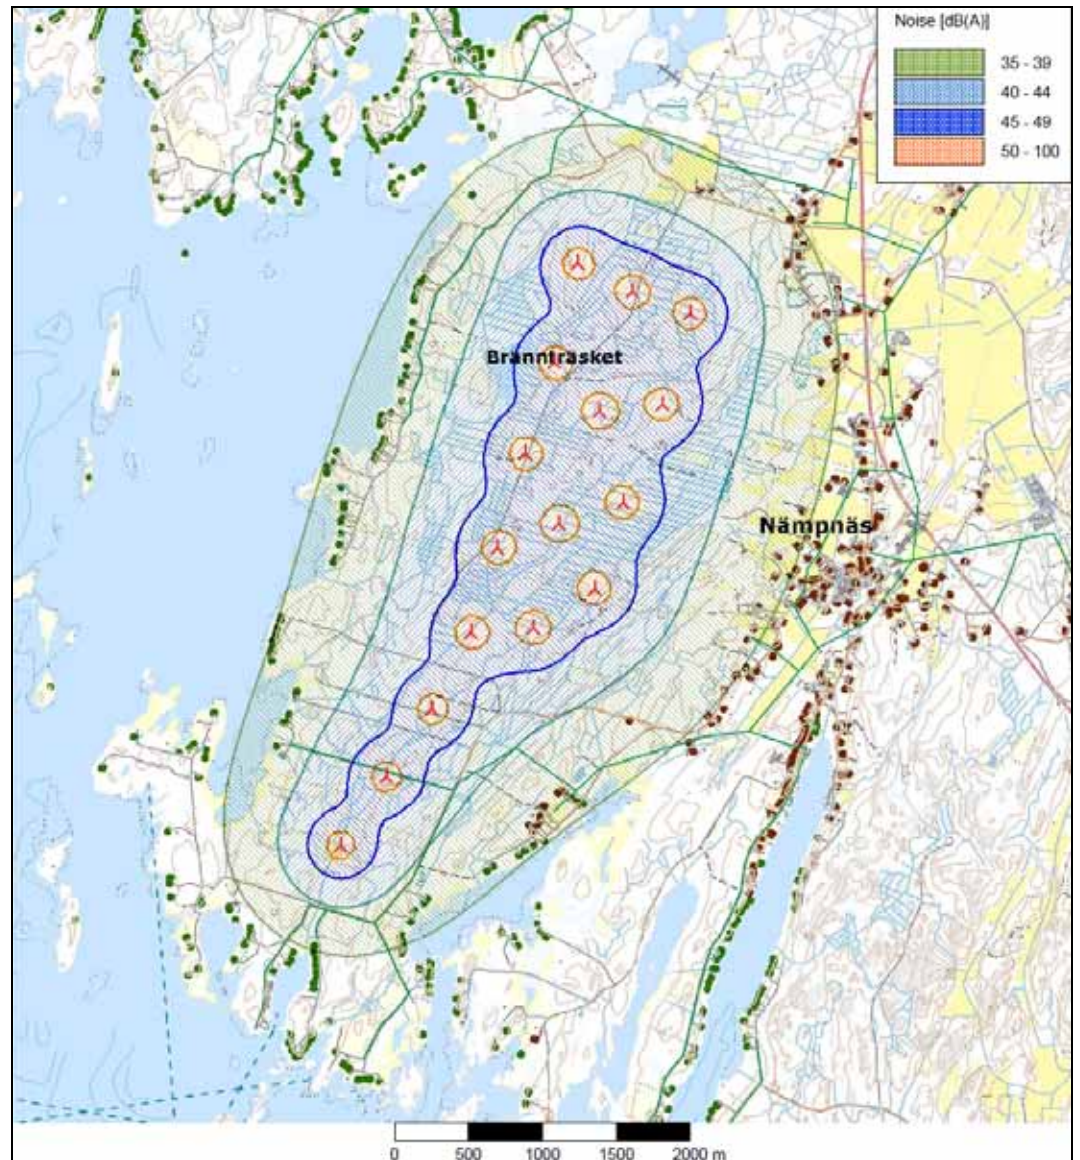 Noise [dB(A)]
35 - 39
40 - 44
45 - 49
50 - 100
Brännträsket
Nämpnäs
0 500 1000 1500 2000 m